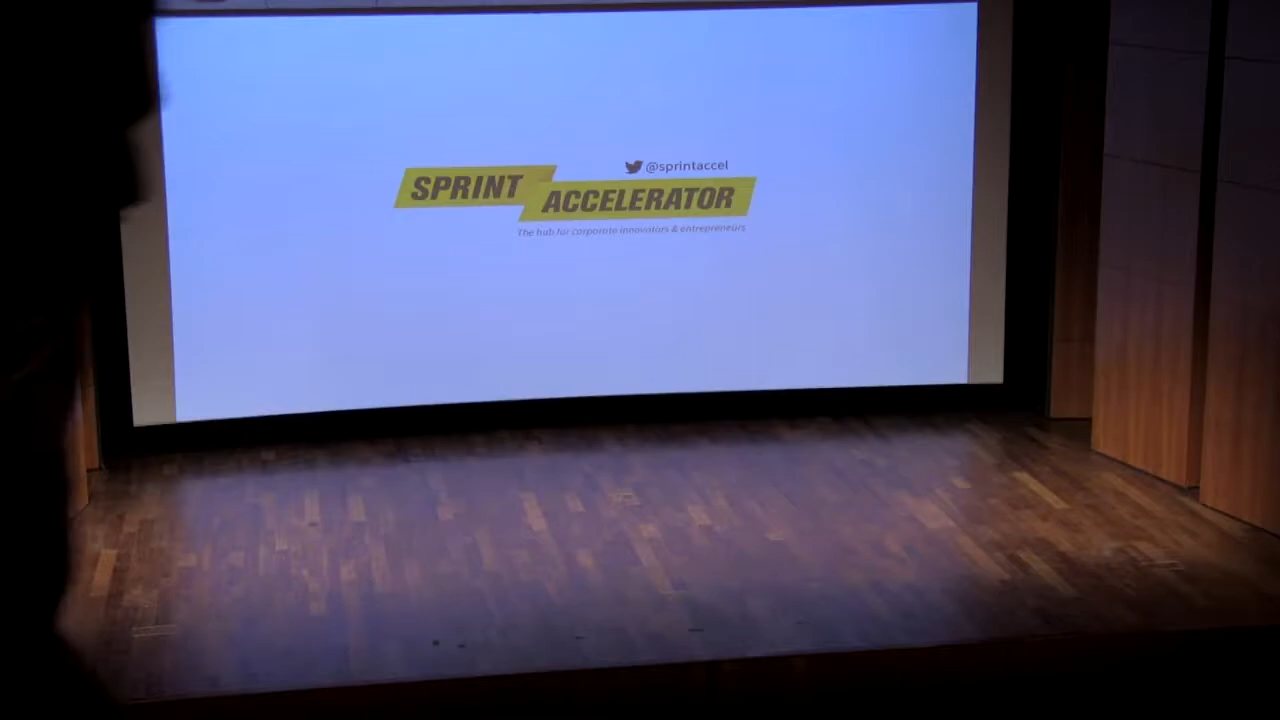 @sprintaccel
SPRINT ACCELERATOR
The hub for corporate innovators & entrepreneurs